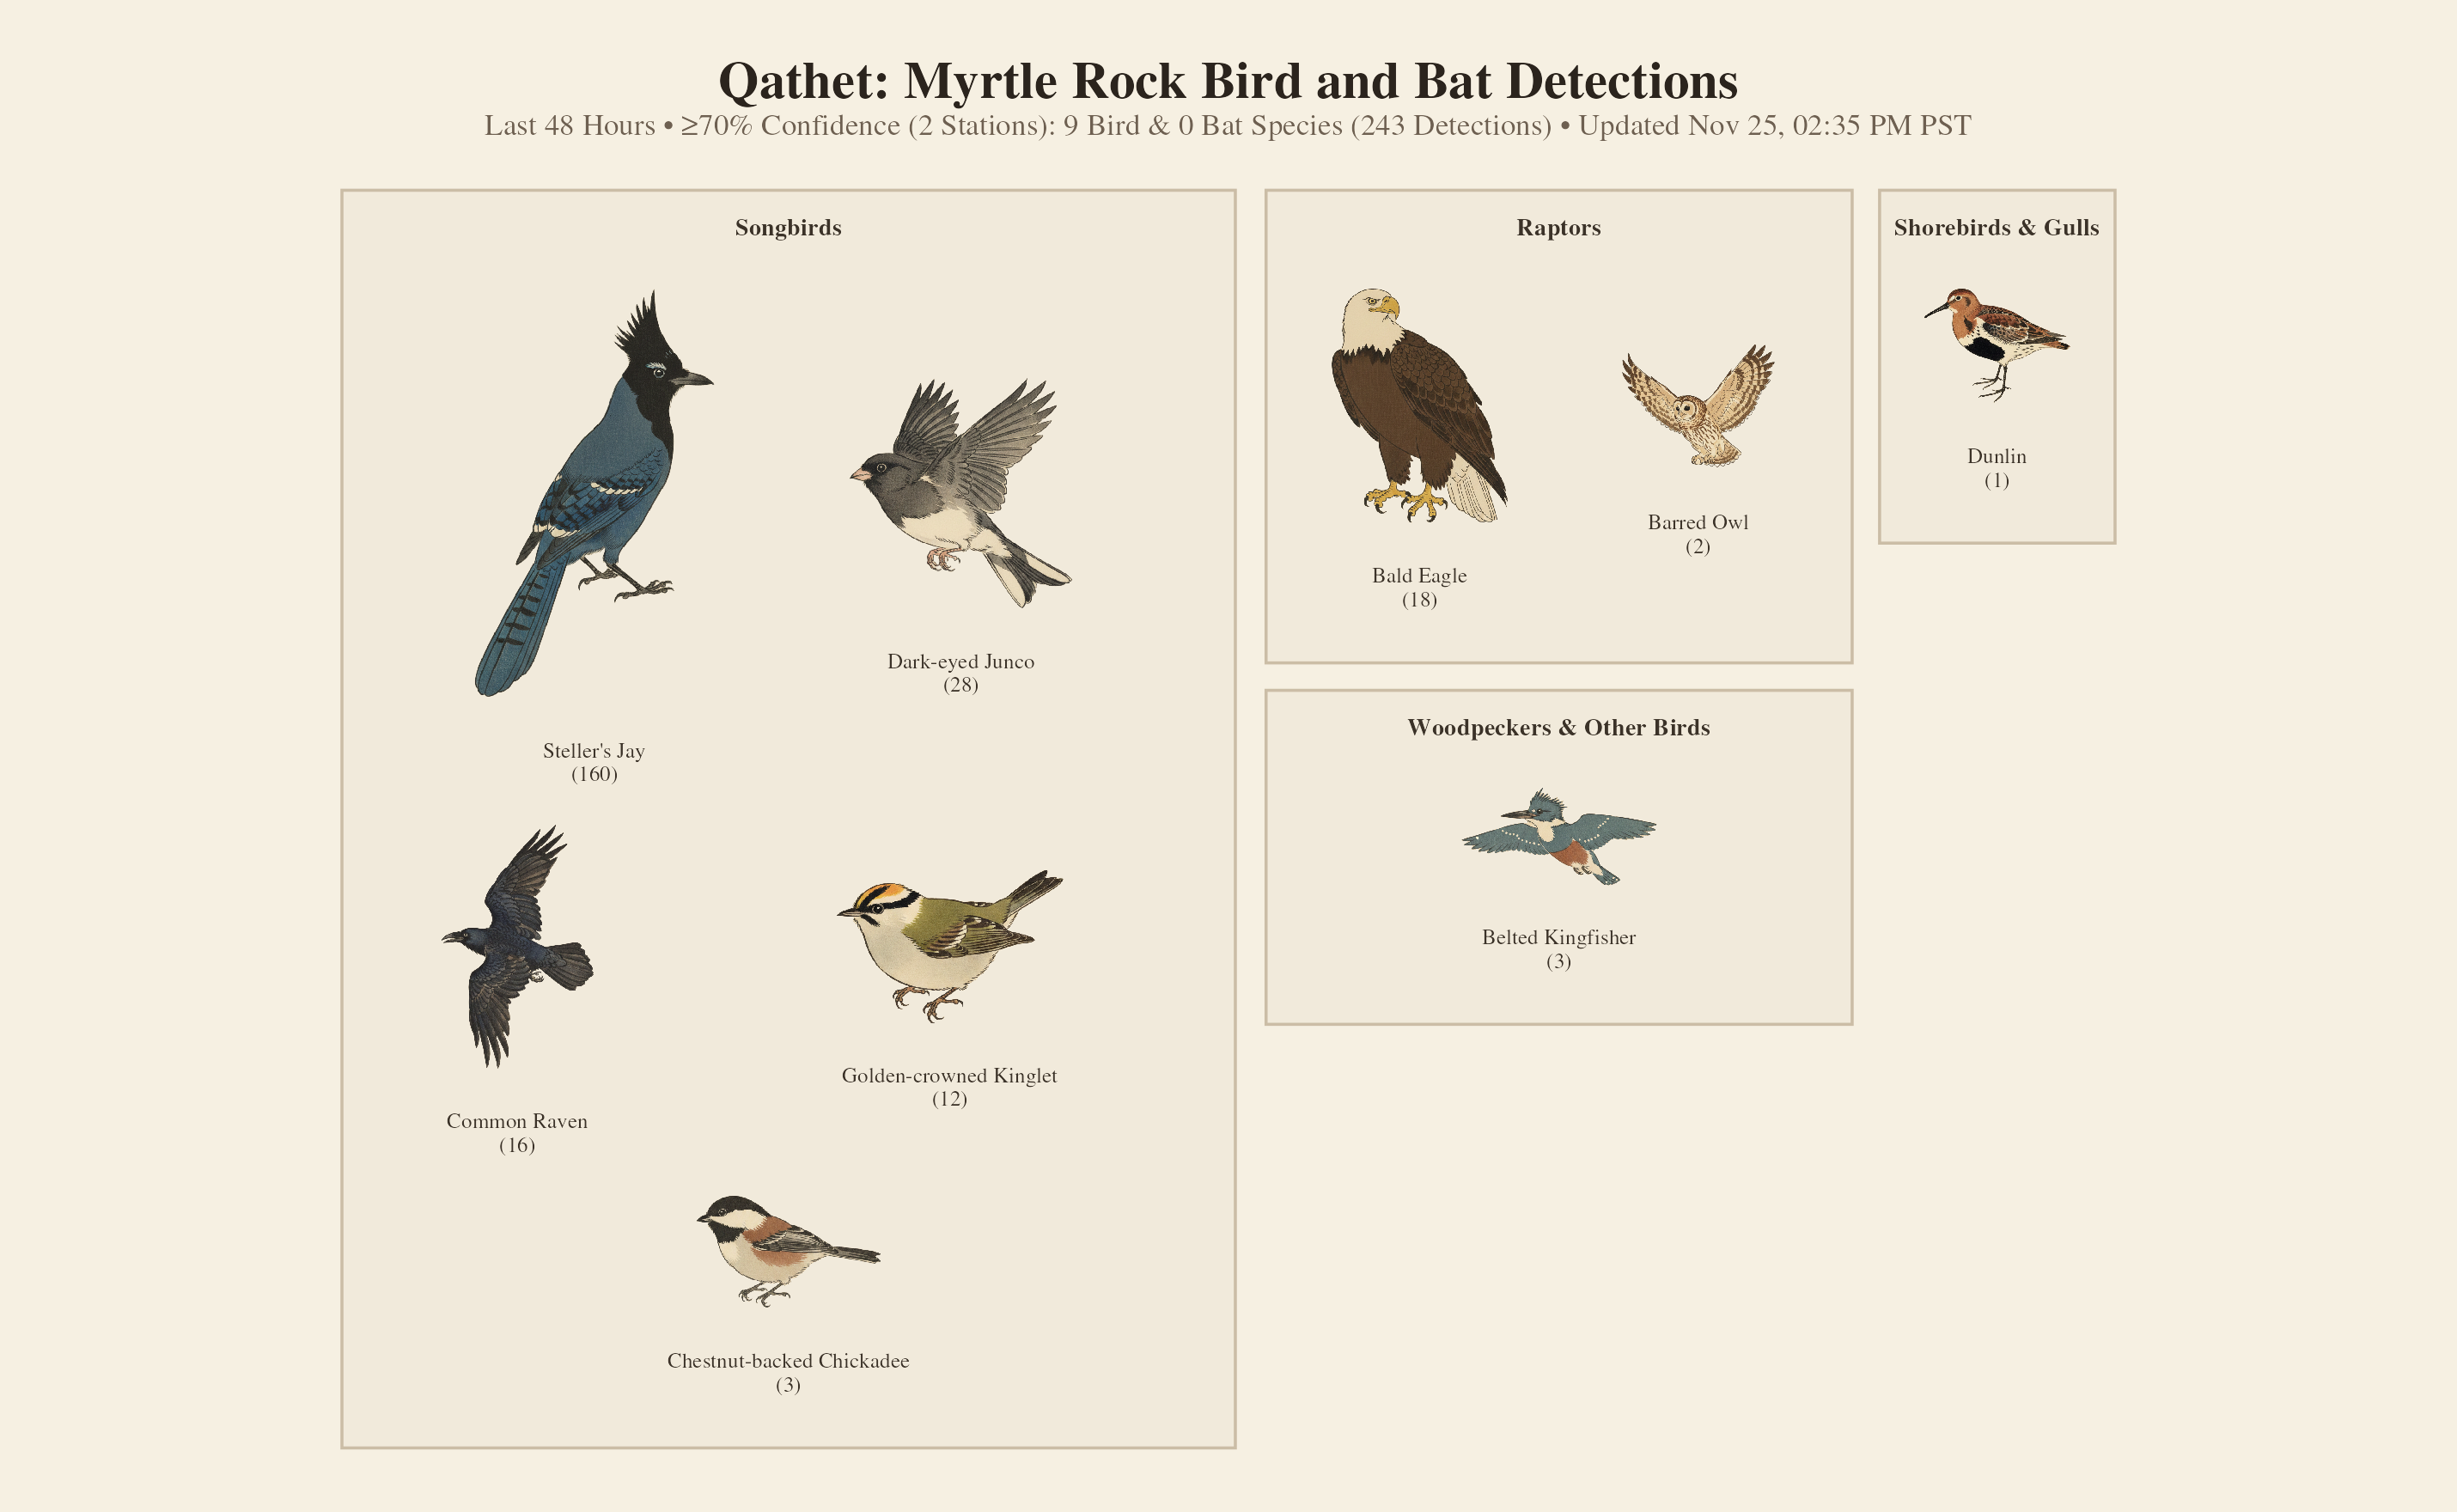 Qathet: Myrtle Rock Bird and Bat Detections
Last 48 Hours • ≥70% Confidence (2 Stations): 9 Bird & 0 Bat Species (243 Detections) • Updated Nov 25, 02:35 PM PST
Songbirds
Steller's Jay
(160)
Dark-eyed Junco
(28)
Common Raven
(16)
Golden-crowned Kinglet
(12)
Chestnut-backed Chickadee
(3)
Raptors
Bald Eagle
(18)
Barred Owl
(2)
Woodpeckers & Other Birds
Belted Kingfisher
(3)
Shorebirds & Gulls
Dunlin
(1)